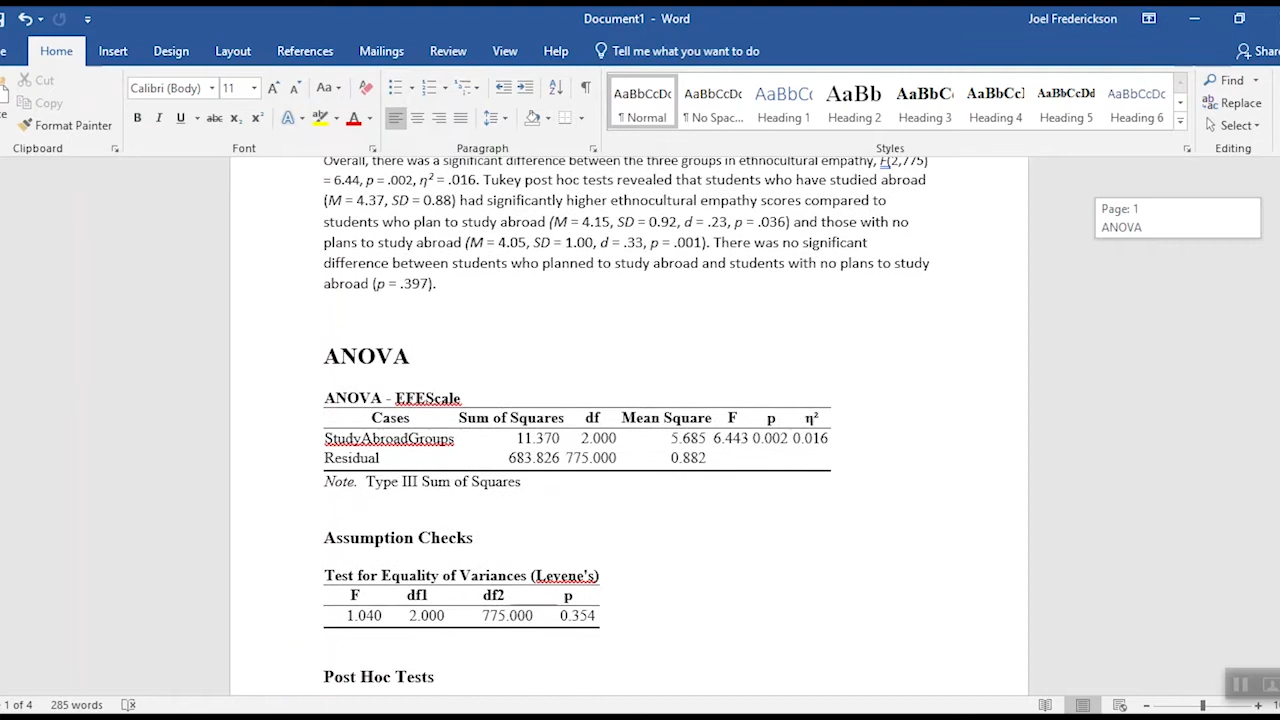 Document1 - Word
Joel Frederickson
Home Insert Design Layout References Mailings Review View Help Tell me what you want to do
Cut
Copy
Format Painter
Clipboard
Calibri (Body) 11
Aa
B I U abc x₂ x² A A
Font
Paragraph
AaBbCcDc AaBbCcDc AaBbC AaBb AaBbC AaBbCcI AaBbCcDd AaBbCcDc
¶ Normal ¶ No Spac... Heading 1 Heading 2 Heading 3 Heading 4 Heading 5 Heading 6
Styles
Find
Replace
Select
Editing
Overall, there was a significant difference between the three groups in ethnocultural empathy, F(2,775)
= 6.44, p = .002, η² = .016. Tukey post hoc tests revealed that students who have studied abroad
(M = 4.37, SD = 0.88) had significantly higher ethnocultural empathy scores compared to
students who plan to study abroad (M = 4.15, SD = 0.92, d = .23, p = .036) and those with no
plans to study abroad (M = 4.05, SD = 1.00, d = .33, p = .001). There was no significant
difference between students who planned to study abroad and students with no plans to study
abroad (p = .397).
Page: 1
ANOVA
ANOVA
ANOVA - EFEScale
Cases Sum of Squares df Mean Square F p η²
StudyAbroadGroups 11.370 2.000 5.685 6.443 0.002 0.016
Residual 683.826 775.000 0.882
Note. Type III Sum of Squares
Assumption Checks
Test for Equality of Variances (Levene's)
F df1 df2 p
1.040 2.000 775.000 0.354
Post Hoc Tests
1 of 4 285 words